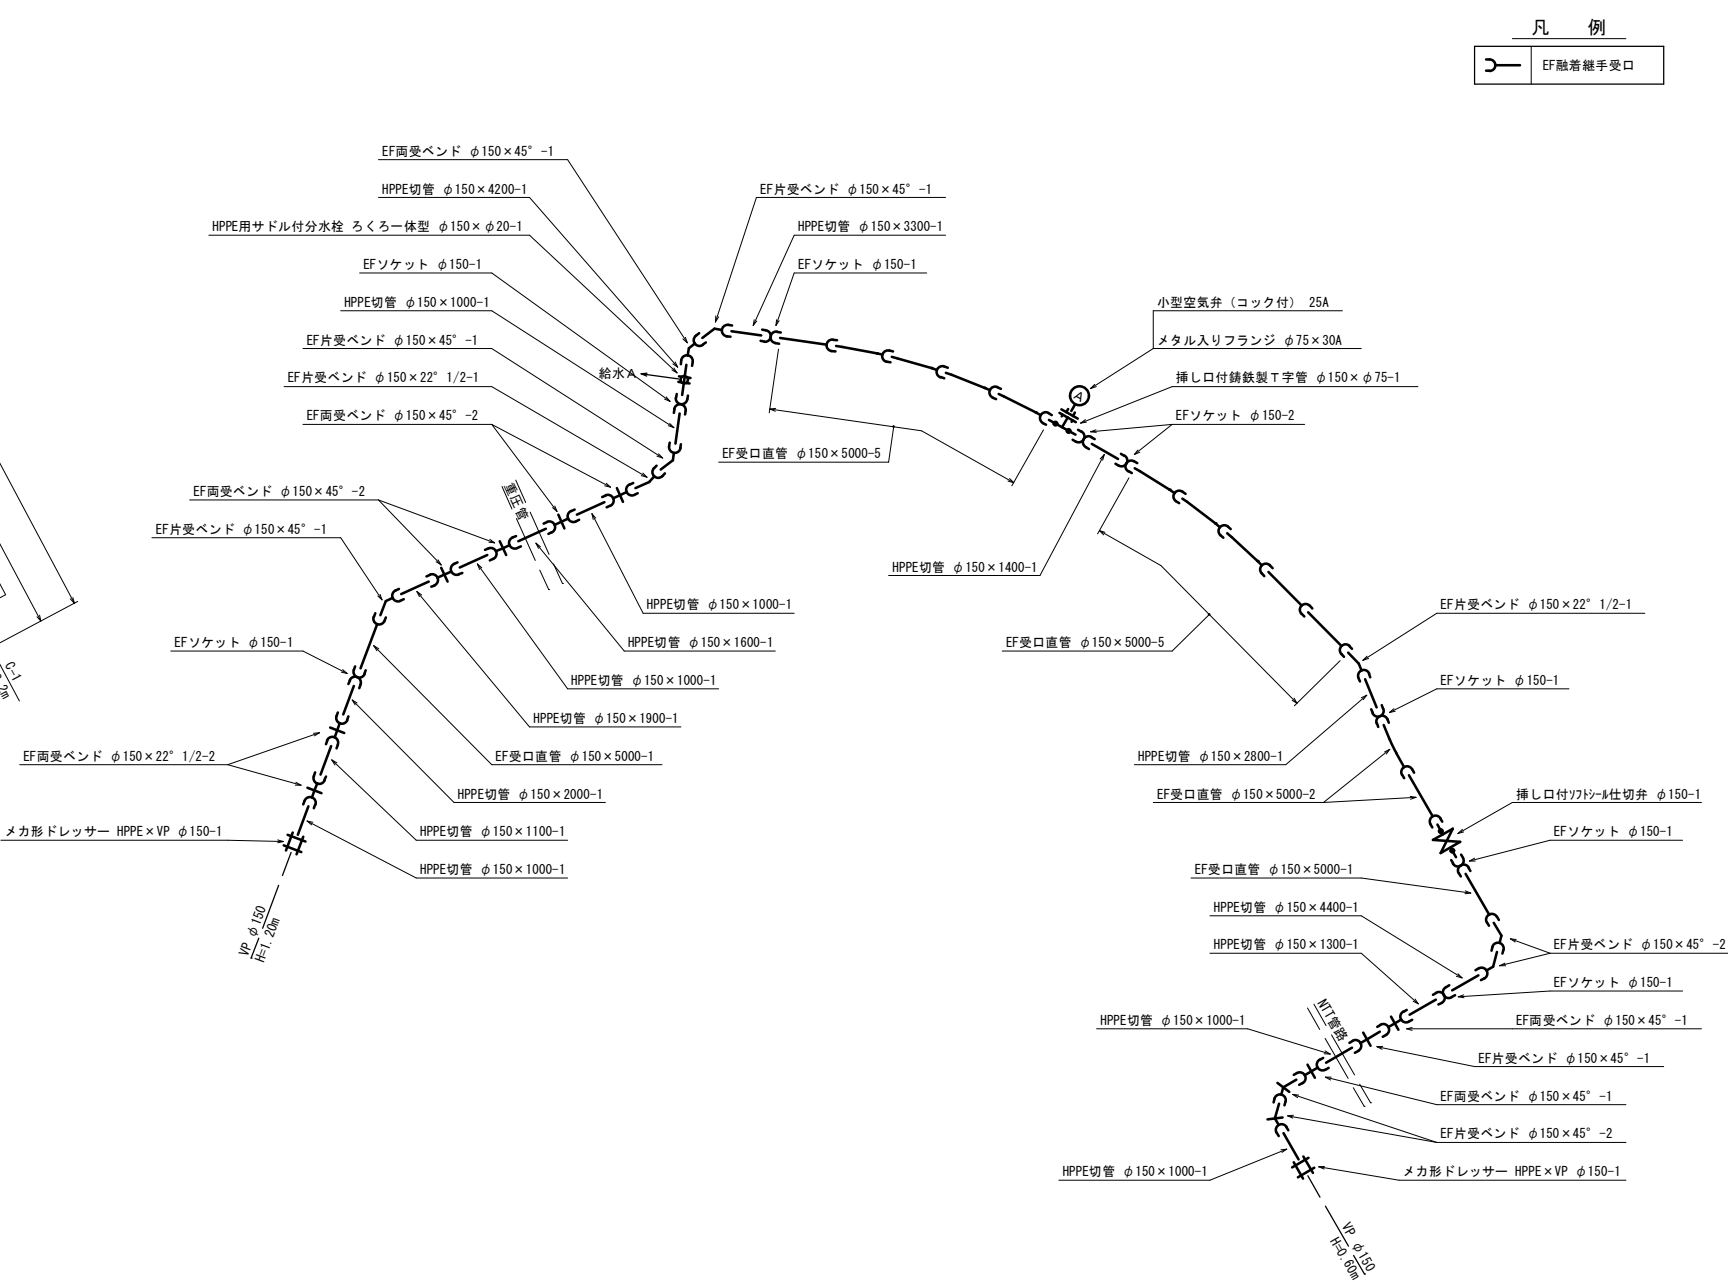 凡 例
EF融着継手受口
EF両受ベンド φ150×45° -1
HPPE切管 φ150×4200-1
HPPE用サドル付分水栓 ろくろ一体型 φ150×φ20-1
EFソケット φ150-1
HPPE切管 φ150×1000-1
EF片受ベンド φ150×45° -1
EF片受ベンド φ150×22° 1/2-1
EF両受ベンド φ150×45° -2
EF両受ベンド φ150×45° -2
EF片受ベンド φ150×45° -1
EFソケット φ150-1
EF両受ベンド φ150×22° 1/2-2
メカ形ドレッサー HPPE×VP φ150-1
VP φ150
H=1.20m
給水A
重圧管
EF片受ベンド φ150×45° -1
HPPE切管 φ150×3300-1
EFソケット φ150-1
EF受口直管 φ150×5000-5
HPPE切管 φ150×1000-1
HPPE切管 φ150×1600-1
HPPE切管 φ150×1000-1
HPPE切管 φ150×1900-1
EF受口直管 φ150×5000-1
HPPE切管 φ150×2000-1
HPPE切管 φ150×1100-1
HPPE切管 φ150×1000-1
小型空気弁（コック付） 25A
メタル入りフランジ φ75×30A
A
挿し口付鋳鉄製T字管 φ150×φ75-1
EFソケット φ150-2
HPPE切管 φ150×1400-1
EF受口直管 φ150×5000-5
EF片受ベンド φ150×22° 1/2-1
EFソケット φ150-1
HPPE切管 φ150×2800-1
EF受口直管 φ150×5000-2
挿し口付ｿﾌﾄｼｰﾙ仕切弁 φ150-1
EFソケット φ150-1
EF受口直管 φ150×5000-1
HPPE切管 φ150×4400-1
HPPE切管 φ150×1300-1
EF片受ベンド φ150×45° -2
EFソケット φ150-1
HPPE切管 φ150×1000-1
NTT管路
EF両受ベンド φ150×45° -1
EF片受ベンド φ150×45° -1
EF両受ベンド φ150×45° -1
EF片受ベンド φ150×45° -2
HPPE切管 φ150×1000-1
メカ形ドレッサー HPPE×VP φ150-1
VP φ150
H=0.60m
C-1
2m